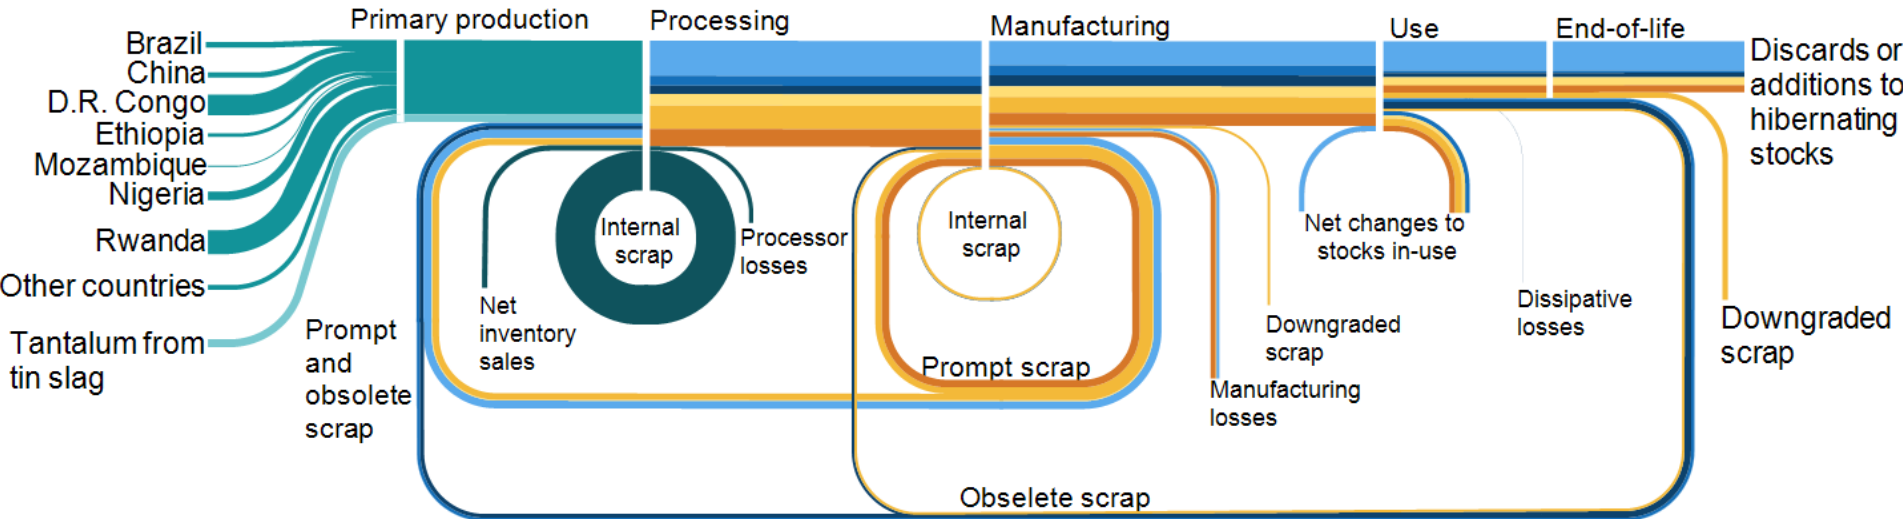 Primary production
Processing
Manufacturing
Use
End-of-life
Brazil
China
D.R. Congo
Ethiopia
Mozambique
Nigeria
Rwanda
Other countries
Tantalum from
tin slag
Prompt
and
obsolete
scrap
Net
inventory
sales
Internal
scrap
Processor
losses
Internal
scrap
Prompt scrap
Obselete scrap
Manufacturing
losses
Downgraded
scrap
Net changes to
stocks in-use
Dissipative
losses
Discards or
additions to
hibernating
stocks
Downgraded
scrap